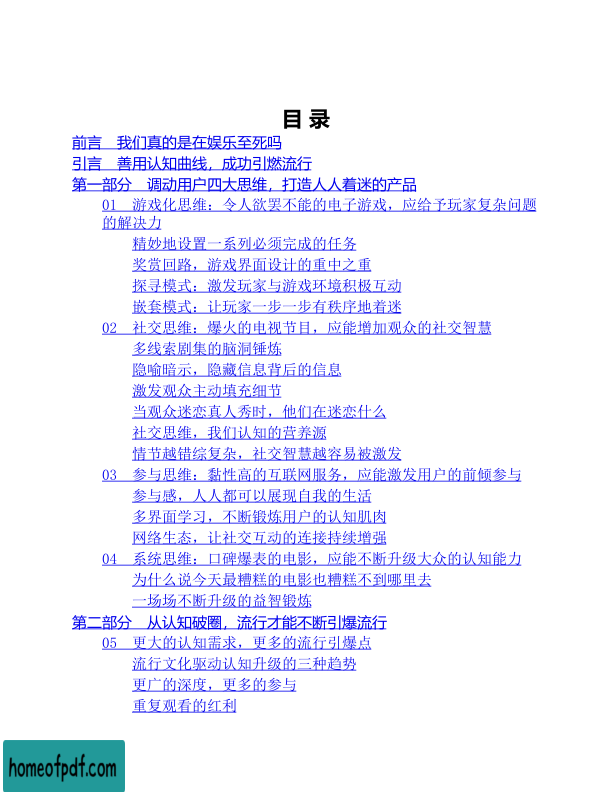 目 录
前言　我们真的是在娱乐至死吗
引言　善用认知曲线，成功引燃流行
第一部分　调动用户四大思维，打造人人着迷的产品
01　游戏化思维：令人欲罢不能的电子游戏，应给予玩家复杂问题
的解决力
精妙地设置一系列必须完成的任务
奖赏回路，游戏界面设计的重中之重
探寻模式：激发玩家与游戏环境积极互动
嵌套模式：让玩家一步一步有秩序地着迷
02　社交思维：爆火的电视节目，应能增加观众的社交智慧
多线索剧集的脑洞锤炼
隐喻暗示，隐藏信息背后的信息
激发观众主动填充细节
当观众迷恋真人秀时，他们在迷恋什么
社交思维，我们认知的营养源
情节越错综复杂，社交智慧越容易被激发
03　参与思维：黏性高的互联网服务，应能激发用户的前倾参与
参与感，人人都可以展现自我的生活
多界面学习，不断锻炼用户的认知肌肉
网络生态，让社交互动的连接持续增强
04　系统思维：口碑爆表的电影，应能不断升级大众的认知能力
为什么说今天最糟糕的电影也糟糕不到哪里去
一场场不断升级的益智锻炼
第二部分　从认知破圈，流行才能不断引爆流行
05　更大的认知需求，更多的流行引爆点
流行文化驱动认知升级的三种趋势
更广的深度，更多的参与
重复观看的红利
homeofpdf.com